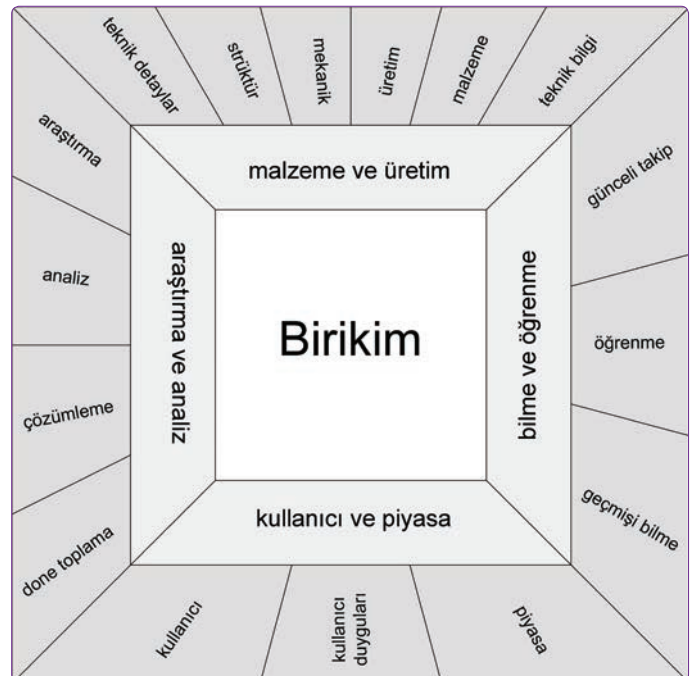 teknik detaylar
strüktür
mekanik
üretim
malzeme
teknik bilgi
araştırma
analiz
çözümleme
done toplama
malzeme ve üretim
araştırma ve analiz
Birikim
bilme ve öğrenme
kullanıcı ve piyasa
günceli takip
öğrenme
geçmişi bilme
kullanıcı
kullanıcı
duyguları
piyasa